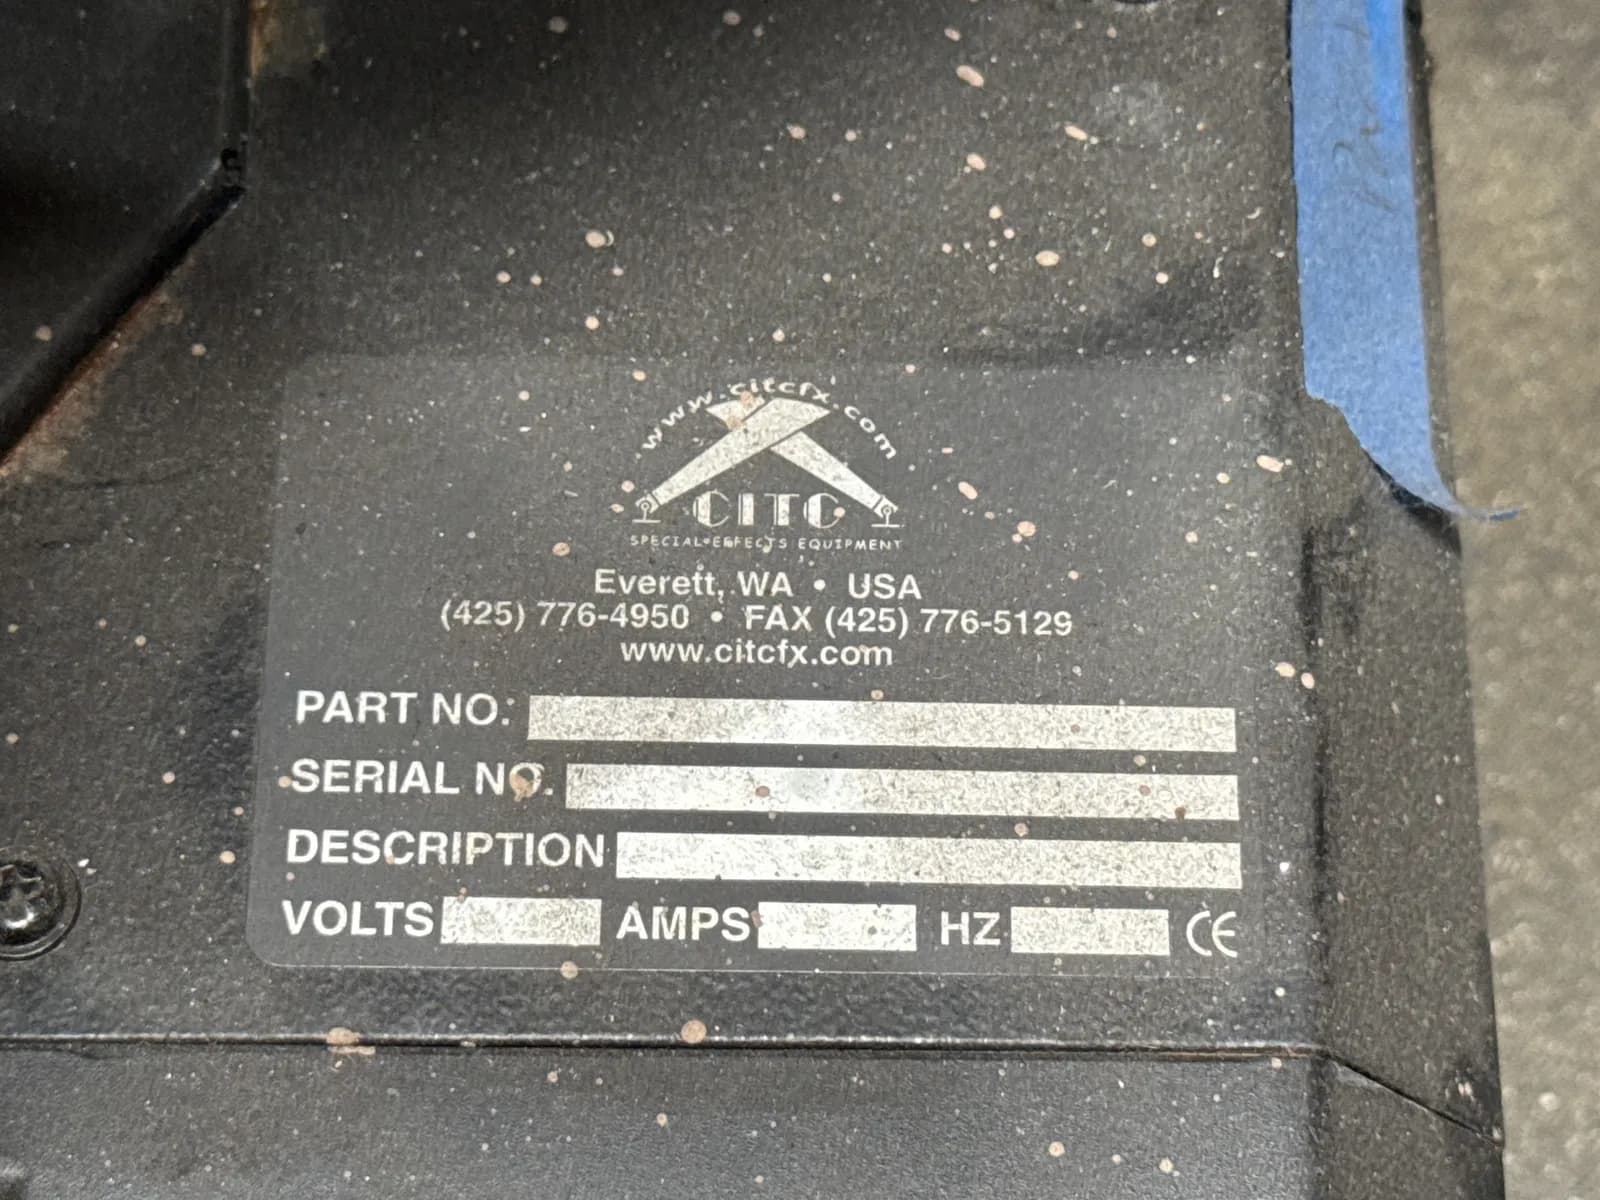 www.citcfx.com
CITC
SPECIAL EFFECTS EQUIPMENT
Everett, WA • USA
(425) 776-4950 • FAX (425) 776-5129
www.citcfx.com
PART NO.
SERIAL NO.
DESCRIPTION
VOLTS AMPS HZ CE